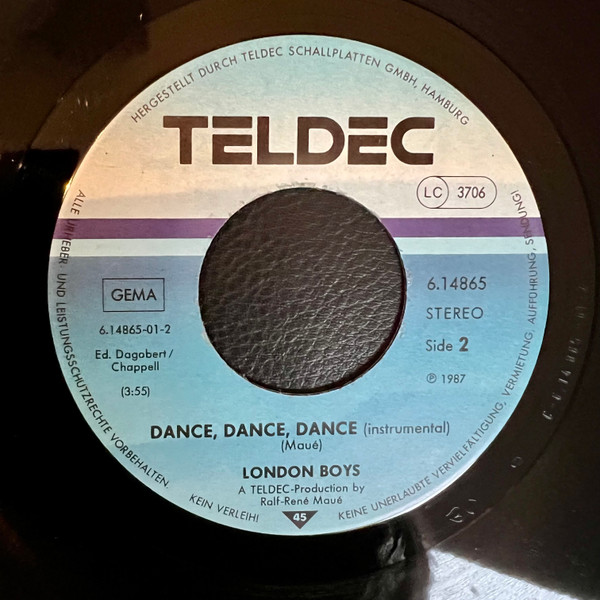 HERGESTELLT DURCH TELDEC SCHALLPLATTEN GMBH, HAMBURG
TELDEC
LC 3706
GEMA
6.14865-01-2
Ed. Dagobert/
Chappell
(3:55)
6.14865
STEREO
Side 2
℗ 1987
DANCE, DANCE, DANCE (instrumental)
(Maué)
LONDON BOYS
A TELDEC-Production by
Ralf-René Maué
45
ALLE URHEBER- UND LEISTUNGSSCHUTZRECHTE VORBEHALTEN
KEIN VERLEIH!
KEINE UNERLAUBTE VERVIELFÄLTIGUNG, VERMIETUNG, AUFFÜHRUNG, SENDUNG!